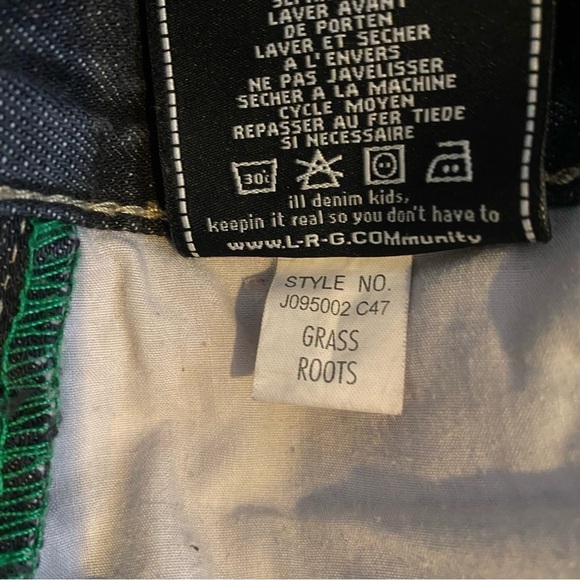 LAVER AVANT
DE PORTEN
LAVER ET SECHER
A L'ENVERS
NE PAS JAVELISSER
SECHER A LA MACHINE
CYCLE MOYEN
REPASSER AU FER TIEDE
SI NECESSAIRE
30c
ill denim kids,
keepin it real so you don't have to
www.L-R-G.COMmunity
STYLE NO.
J095002 C47
GRASS
ROOTS